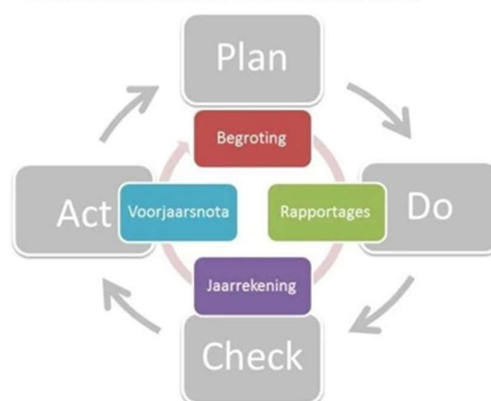 Plan
Begroting
Act
Voorjaarsnota
Rapportages
Do
Jaarrekening
Check